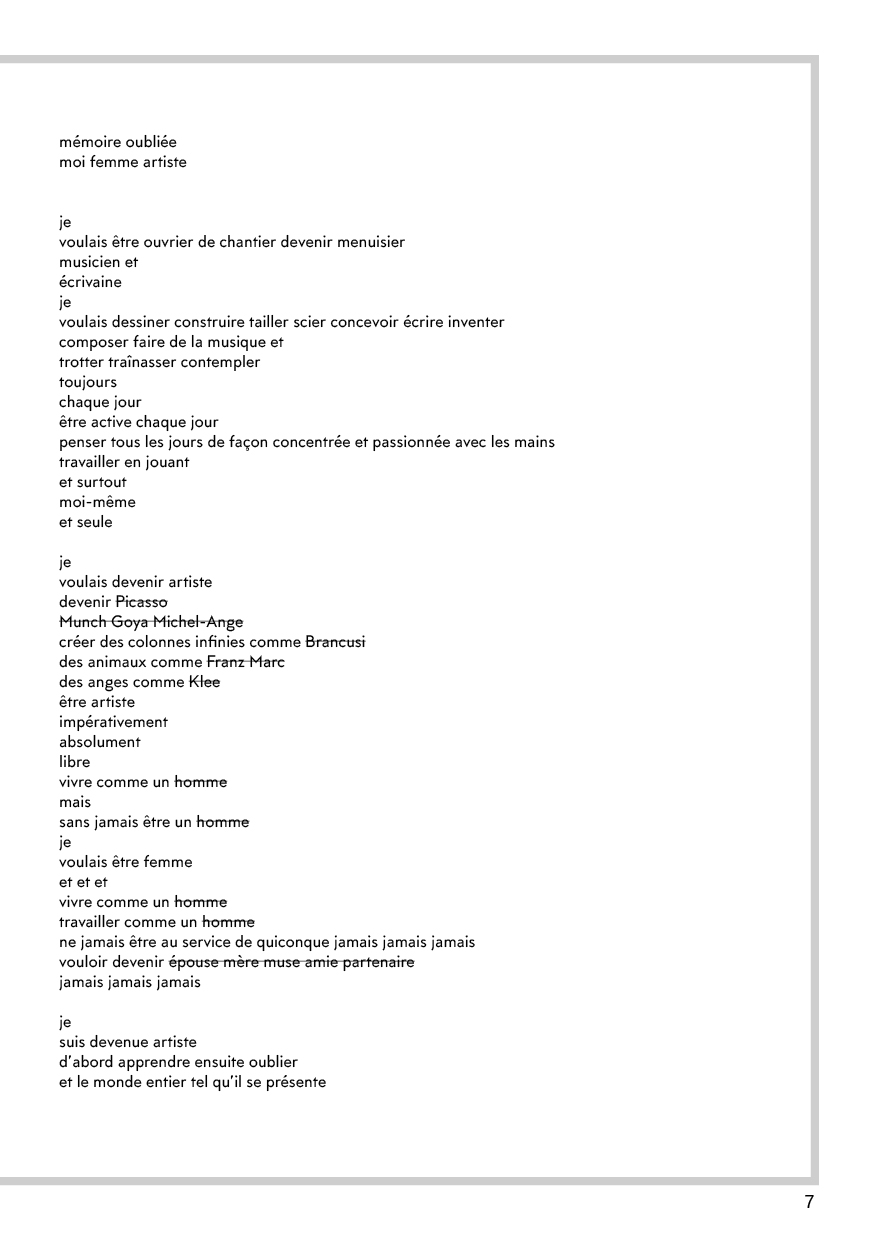 mémoire oubliée
moi femme artiste
je
voulais être ouvrier de chantier devenir menuisier
musicien et
écrivaine
je
voulais dessiner construire tailler scier concevoir écrire inventer
composer faire de la musique et
trotter traînasser contempler
toujours
chaque jour
être active chaque jour
penser tous les jours de façon concentrée et passionnée avec les mains
travailler en jouant
et surtout
moi-même
et seule
je
voulais devenir artiste
devenir Picasso
Munch Goya Michel-Ange
créer des colonnes infinies comme Brancusi
des animaux comme Franz Marc
des anges comme Klee
être artiste
impérativement
absolument
libre
vivre comme un homme
mais
sans jamais être un homme
je
voulais être femme
et et et
vivre comme un homme
travailler comme un homme
ne jamais être au service de quiconque jamais jamais jamais
vouloir devenir épouse mère muse amie partenaire
jamais jamais jamais
je
suis devenue artiste
d’abord apprendre ensuite oublier
et le monde entier tel qu’il se présente
7